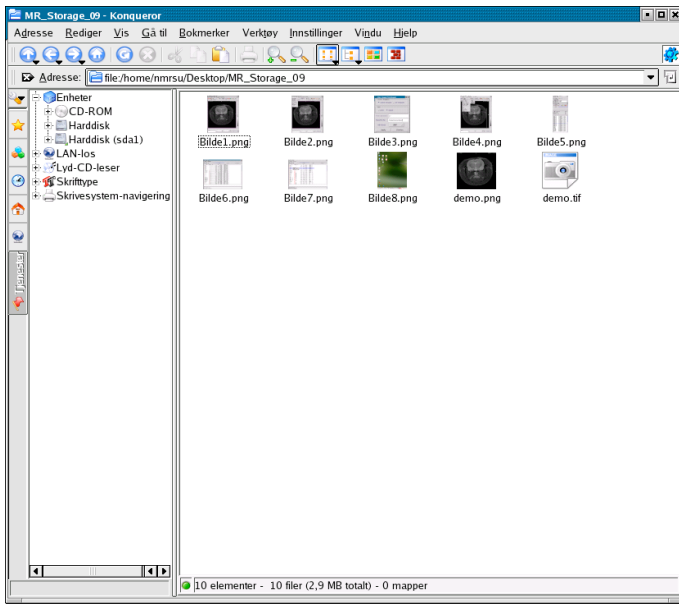 MR_Storage_09 - Konqueror
Adresse Rediger Vis Gå til Bokmerker Verktøy Innstillinger Vindu Hjelp
Adresse: file:/home/nmrsu/Desktop/MR_Storage_09
Enheter
CD-ROM
Harddisk
Harddisk (sda1)
LAN-los
Lyd-CD-leser
Skrifttype
Skrivesystem-navigering
Tjenester
Bilde1.png Bilde2.png Bilde3.png Bilde4.png Bilde5.png
Bilde6.png Bilde7.png Bilde8.png demo.png demo.tif
10 elementer - 10 filer (2,9 MB totalt) - 0 mapper